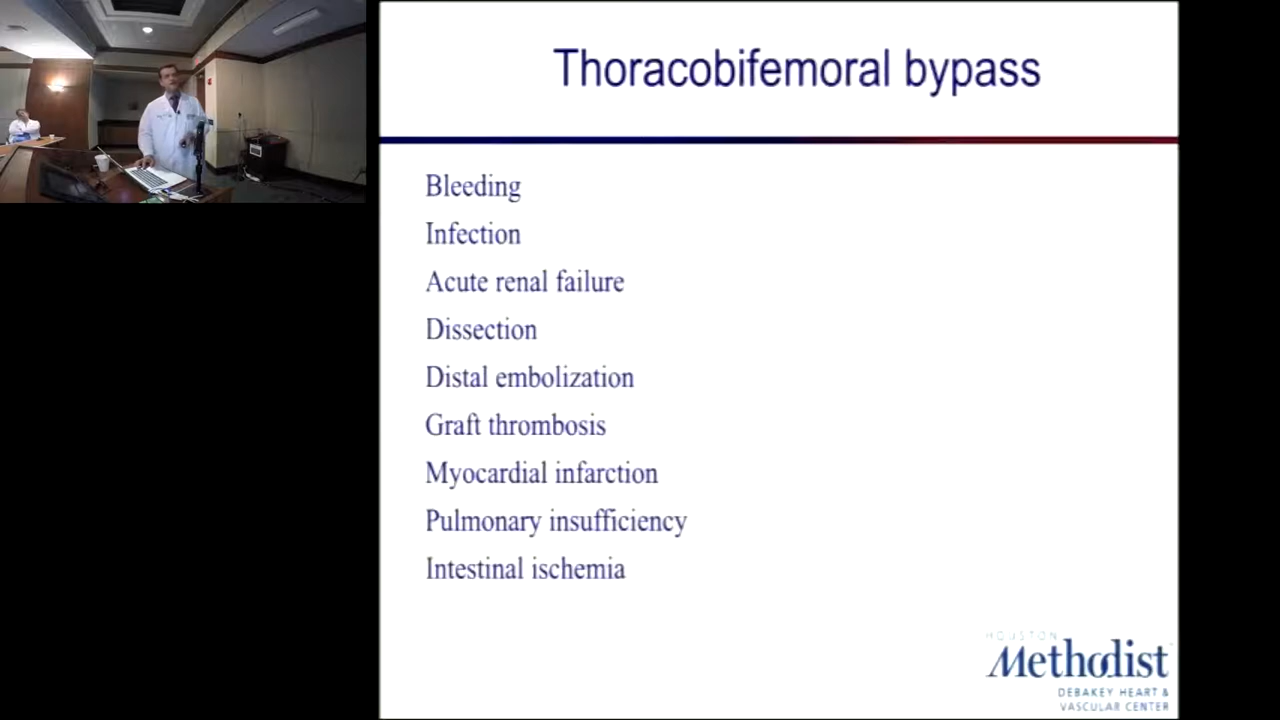 Thoracobifemoral bypass
Bleeding
Infection
Acute renal failure
Dissection
Distal embolization
Graft thrombosis
Myocardial infarction
Pulmonary insufficiency
Intestinal ischemia
HOUSTON
Methodist
DEBAKEY HEART &
VASCULAR CENTER